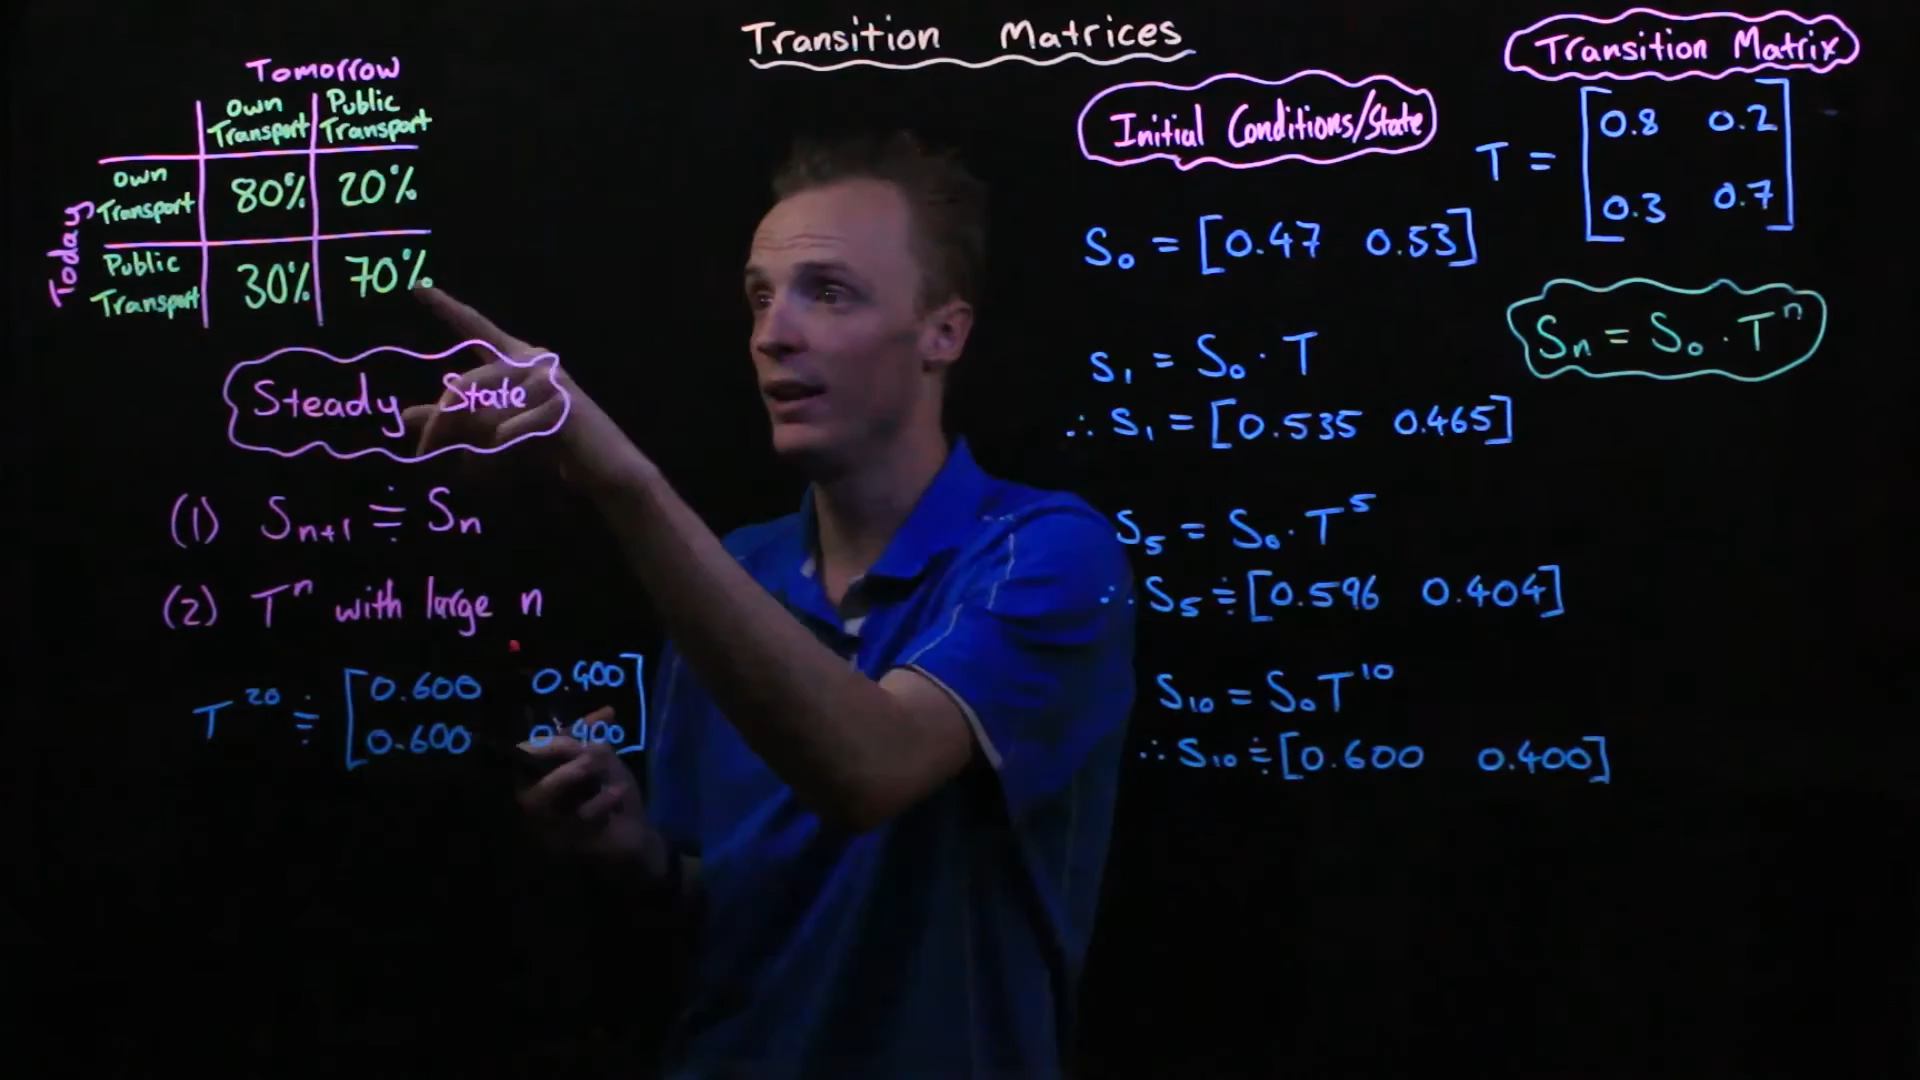 Transition Matrices
Tomorrow
Own Transport Public Transport
Today
Own Transport 80% 20%
Public Transport 30% 70%
Steady State
(1) Sn+1 ≑ Sn
(2) Tⁿ with large n
T²⁰ ≑ [0.600 0.400
0.600 0.400]
Initial Conditions/State
S₀ = [0.47 0.53]
S₁ = S₀ · T
∴ S₁ = [0.535 0.465]
S₅ = S₀ · T⁵
∴ S₅ ≑ [0.596 0.404]
S₁₀ = S₀T¹⁰
∴ S₁₀ ≑ [0.600 0.400]
Transition Matrix
T = [0.8 0.2
0.3 0.7]
Sn = S₀ · Tⁿ